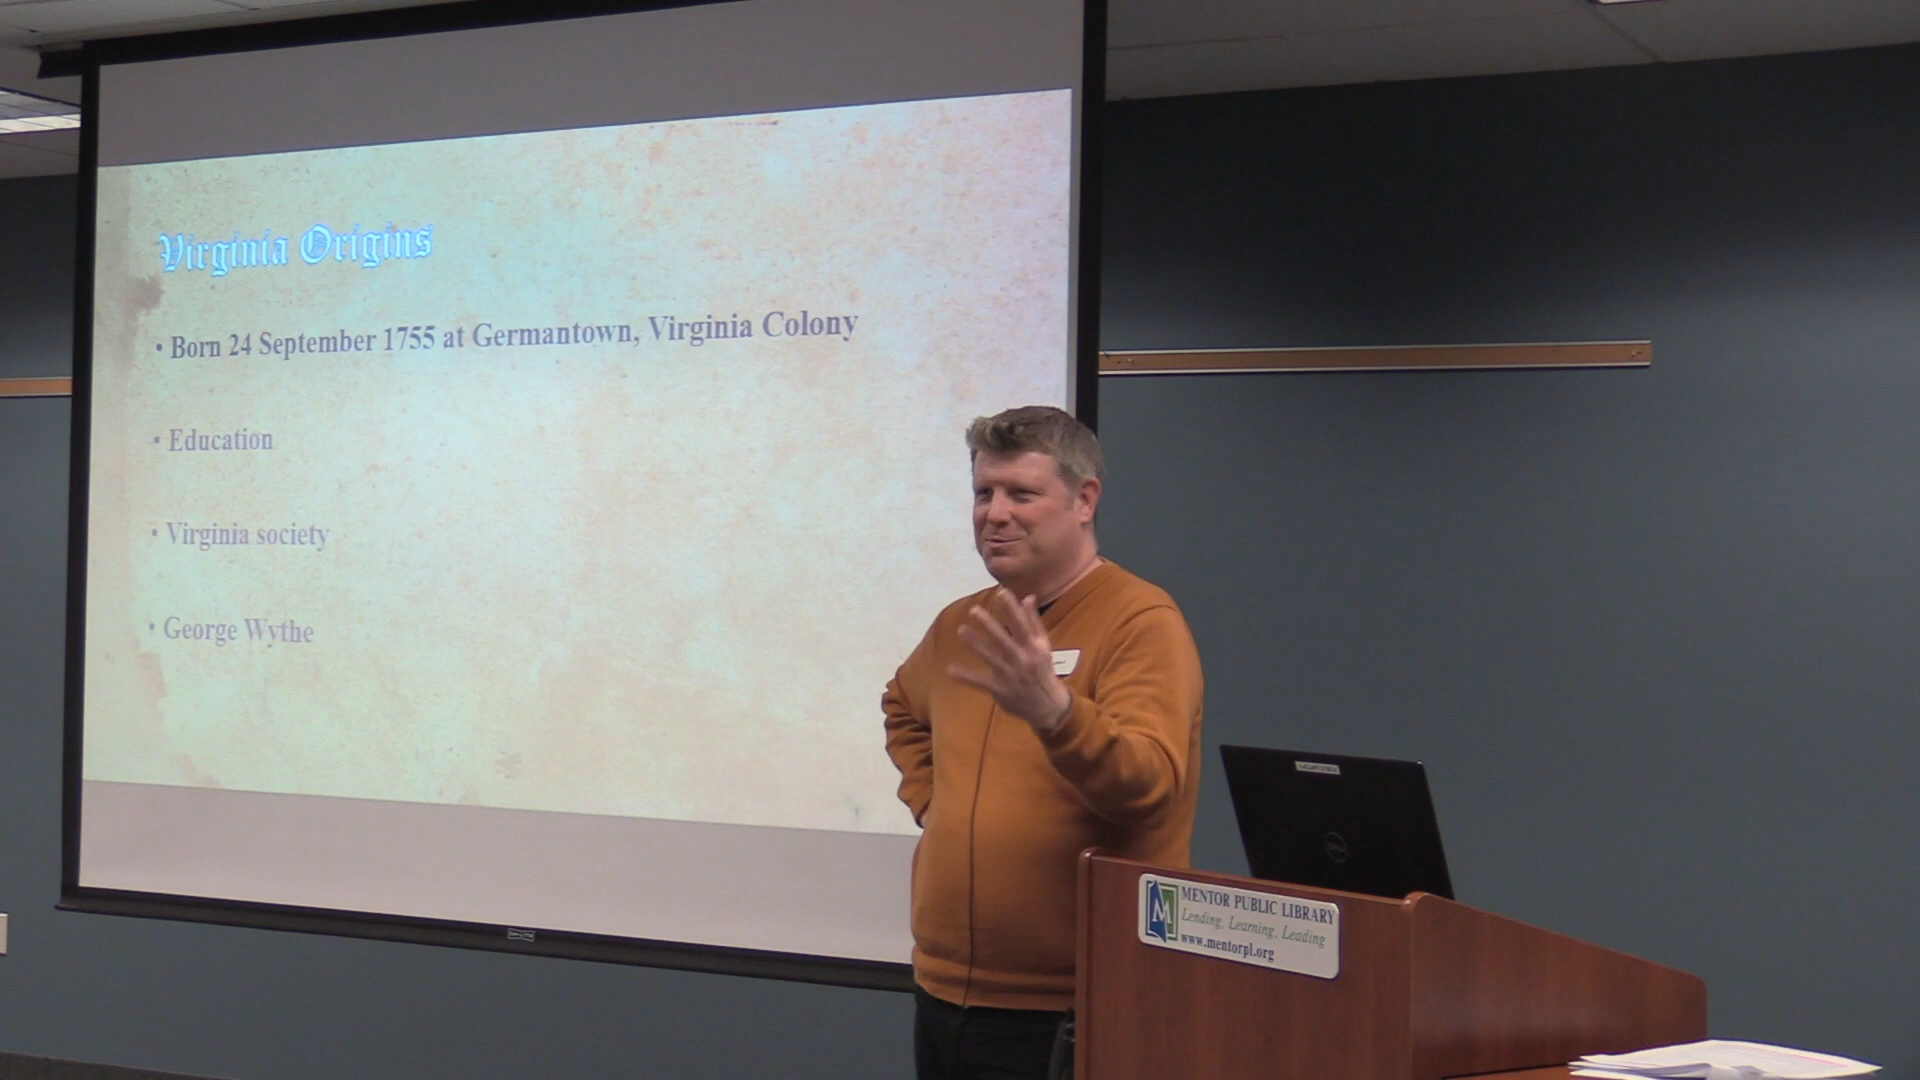 Virginia Origins
• Born 24 September 1755 at Germantown, Virginia Colony
• Education
• Virginia society
• George Wythe
MENTOR PUBLIC LIBRARY
Lending, Learning, Leading
www.mentorpl.org
M
DELL